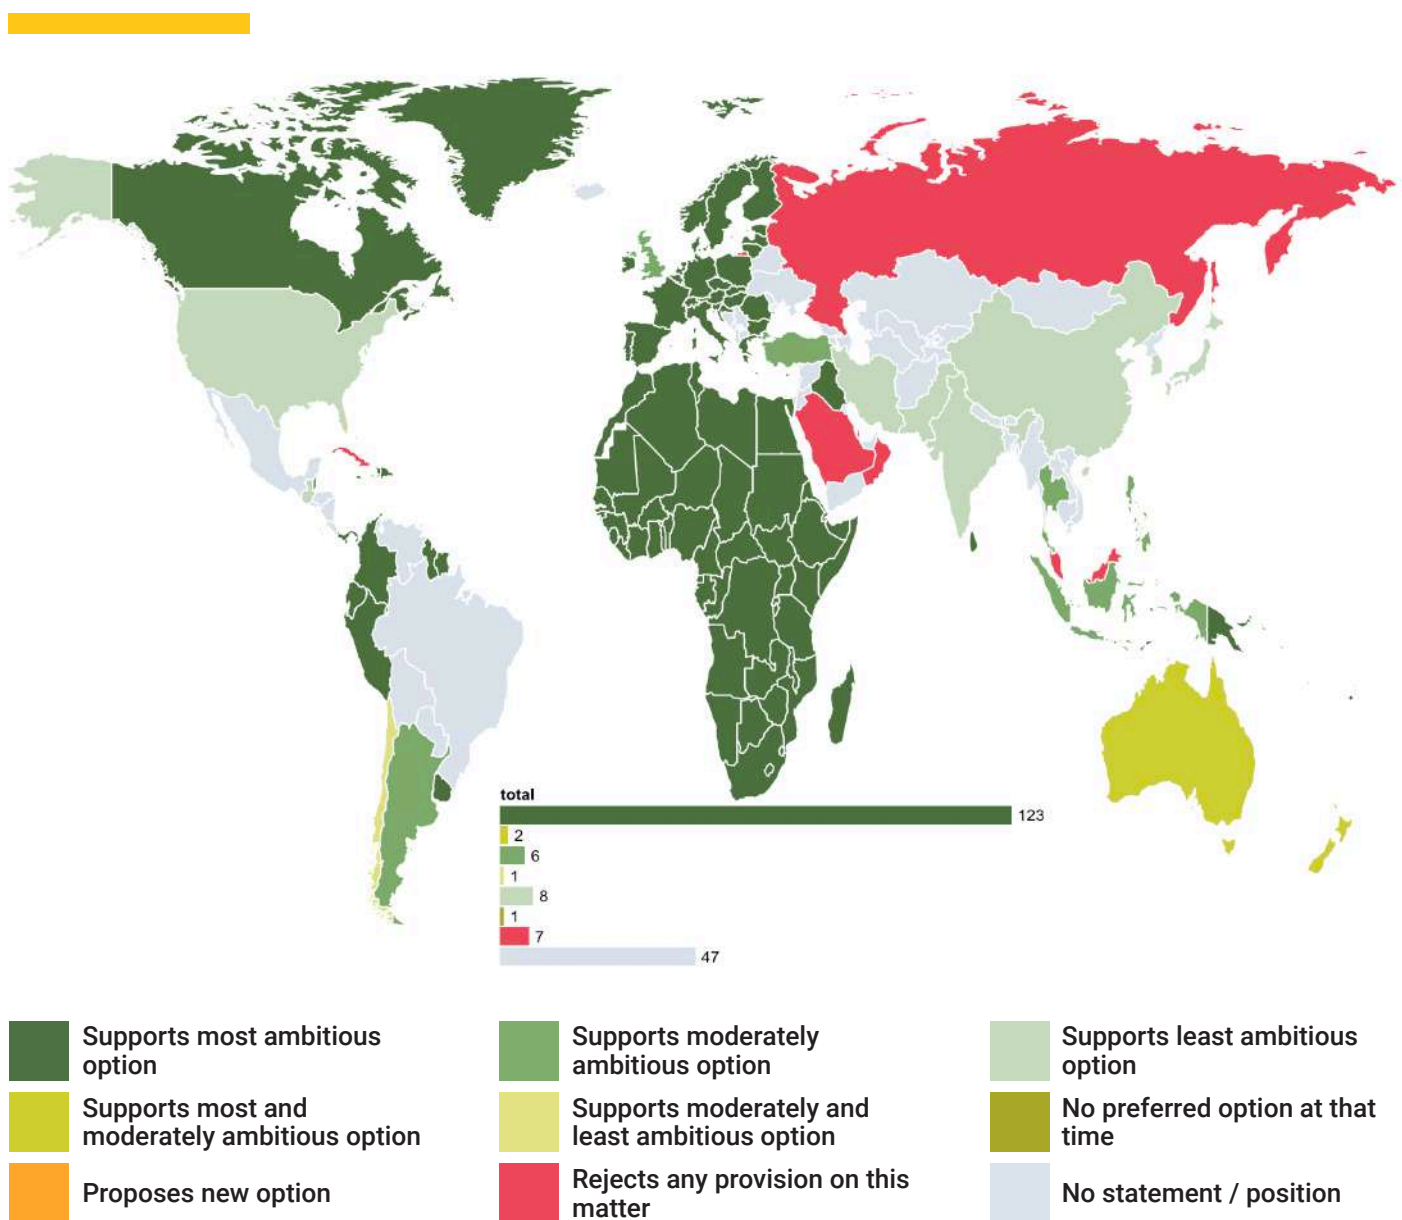 total
123
2
6
1
8
1
7
47
Supports most ambitious
option
Supports moderately
ambitious option
Supports least ambitious
option
Supports most and
moderately ambitious option
Supports moderately and
least ambitious option
No preferred option at that
time
Proposes new option
Rejects any provision on this
matter
No statement / position